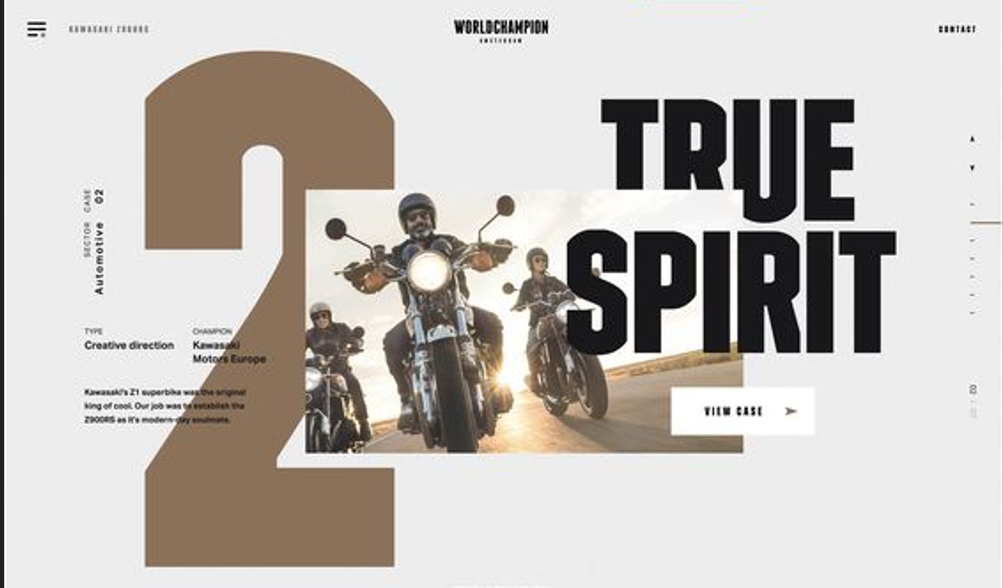 KAWASAKI Z900RS
WORLDCHAMPION
AMSTERDAM
CONTACT
2
TRUE
SPIRIT
CASE
02
SECTOR
Automotive
TYPE
Creative direction
CHAMPION
Kawasaki
Motors Europe
Kawasaki's Z1 superbike was the original
king of cool. Our job was to establish the
Z900RS as it's modern-day soulmate.
VIEW CASE
02